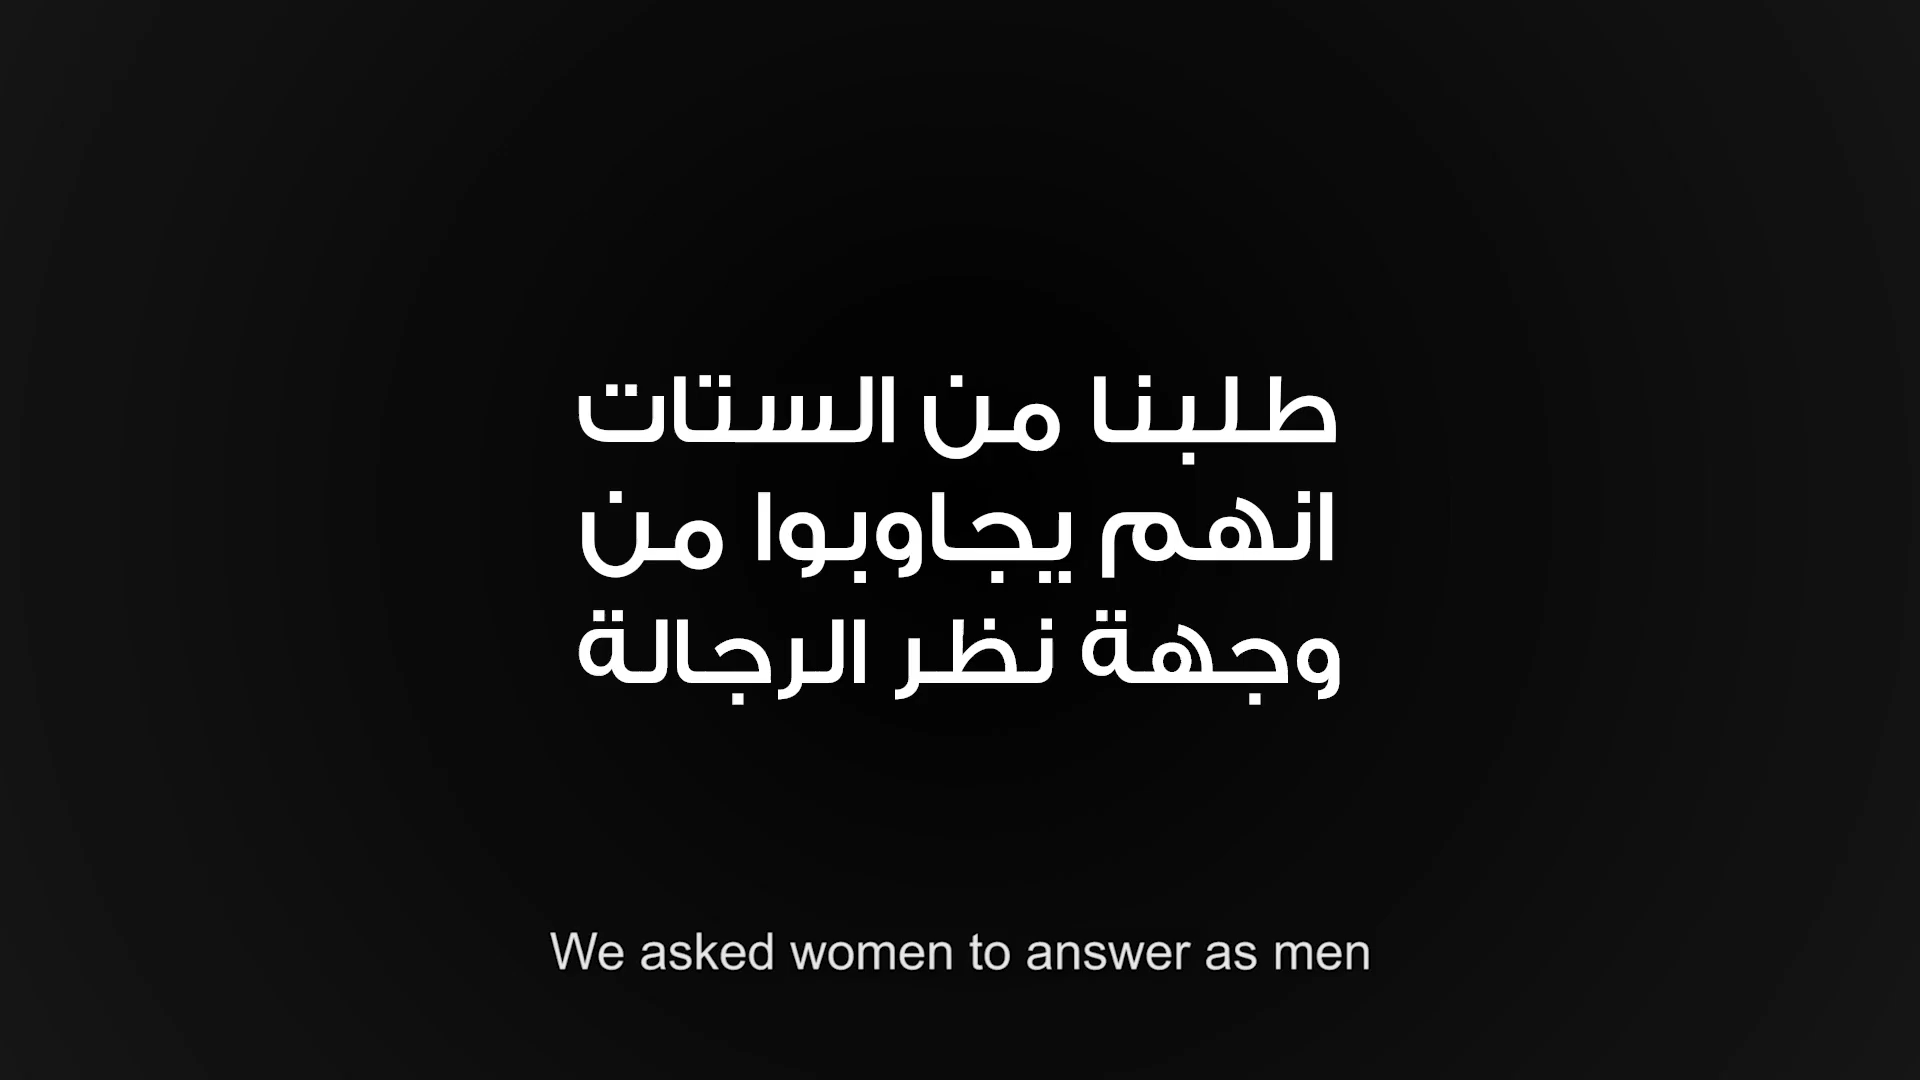 طلبنا من الستات
انهم يجاوبوا من
وجهة نظر الرجالة
We asked women to answer as men